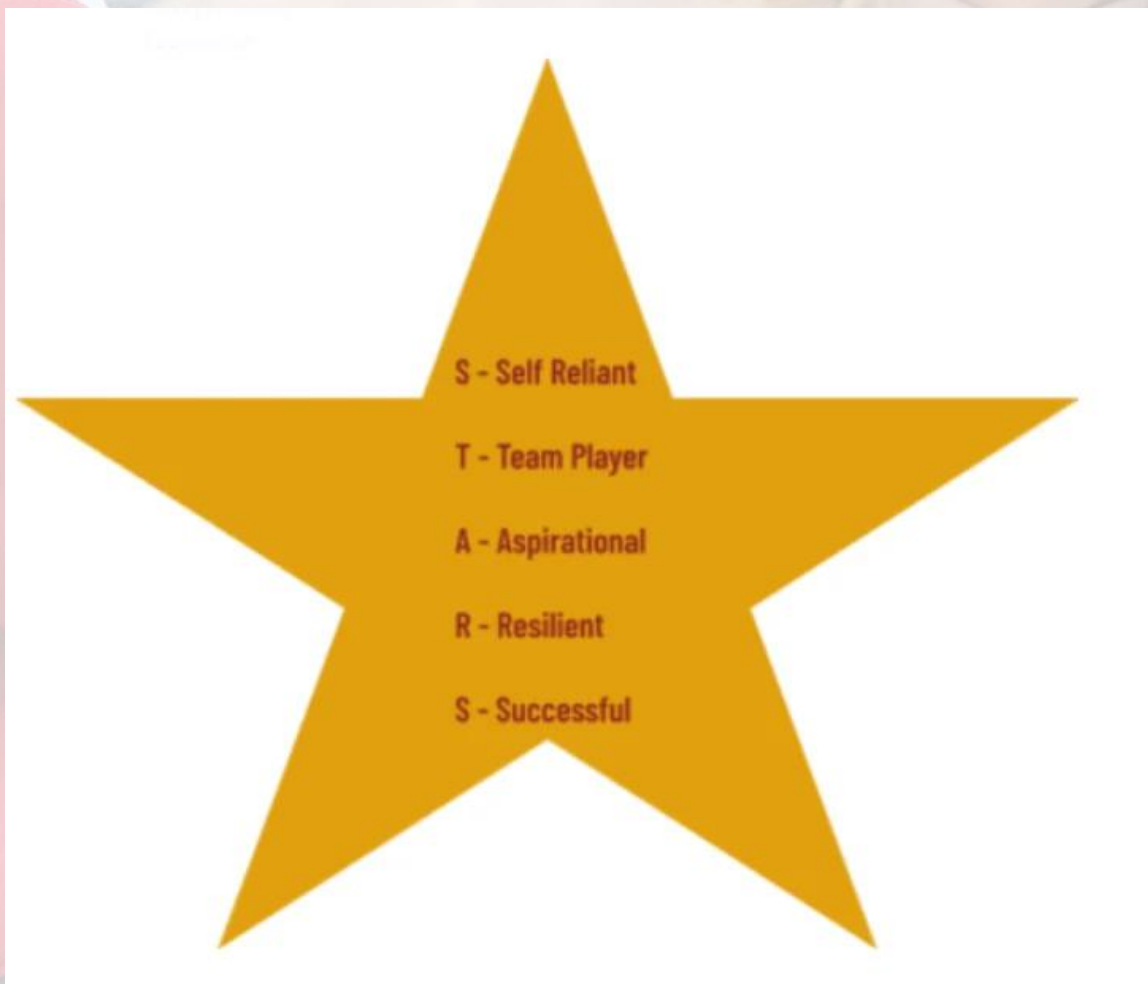 S - Self Reliant
T - Team Player
A - Aspirational
R - Resilient
S - Successful